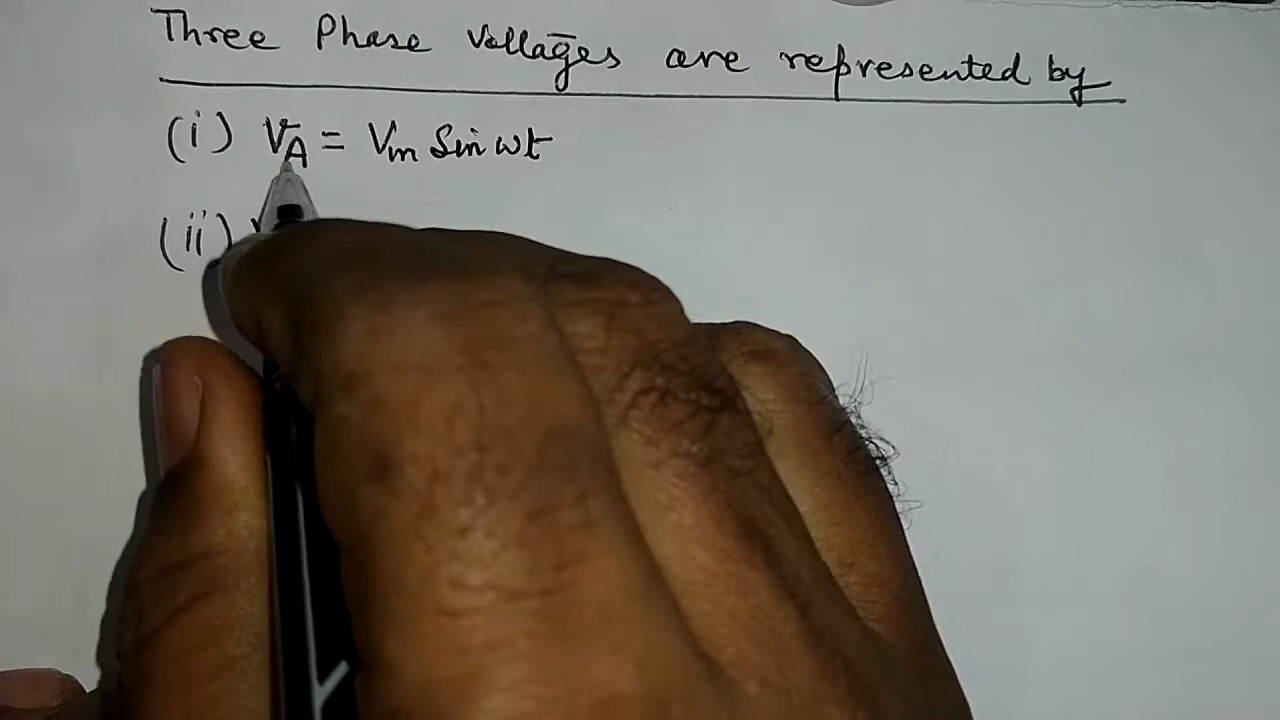 Three Phase Voltages are represented by
(i) VA = Vm Sin ωt
(ii)